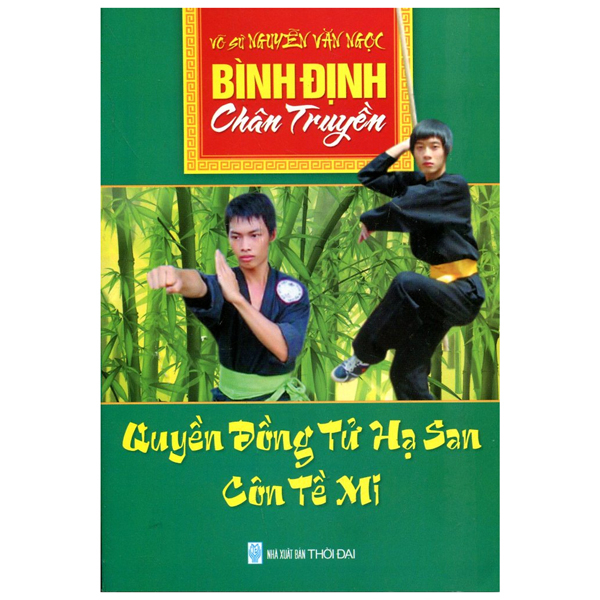 VÕ SƯ NGUYỄN VĂN NGỌC
BÌNH ĐỊNH
Chân Truyền
Quyền Đồng Tử Hạ San
Côn Tề Mi
NHÀ XUẤT BẢN THỜI ĐẠI